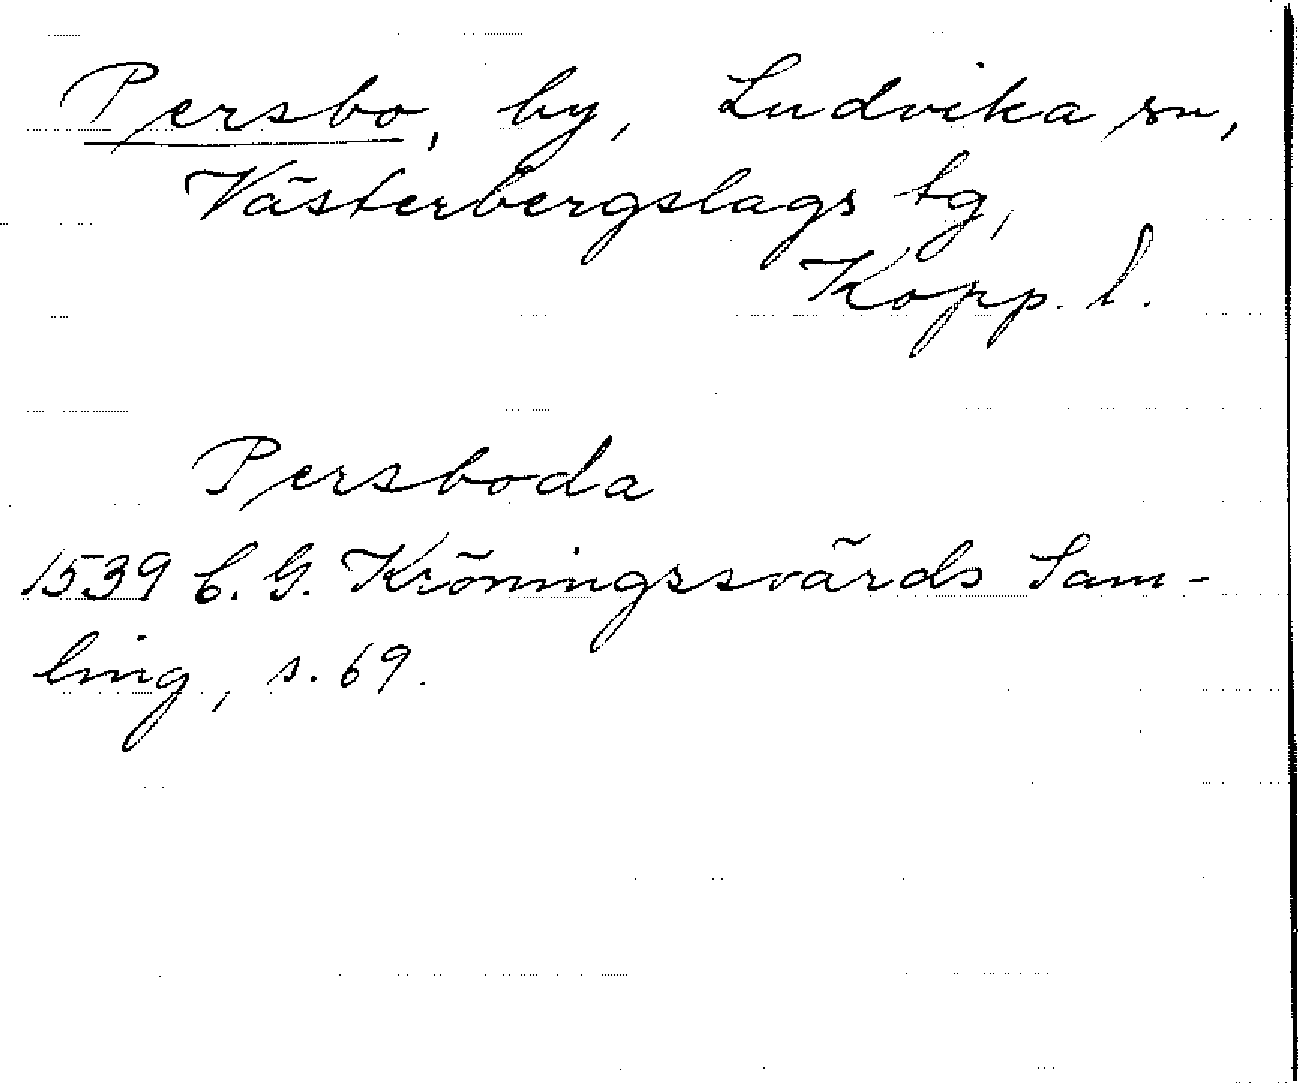 Persbo, by, Ludvika sn,
Västerbergslags tg,
Kopp. l.
Persboda
1539 C. G. Kröningssvärds Sam-
ling, s. 69.